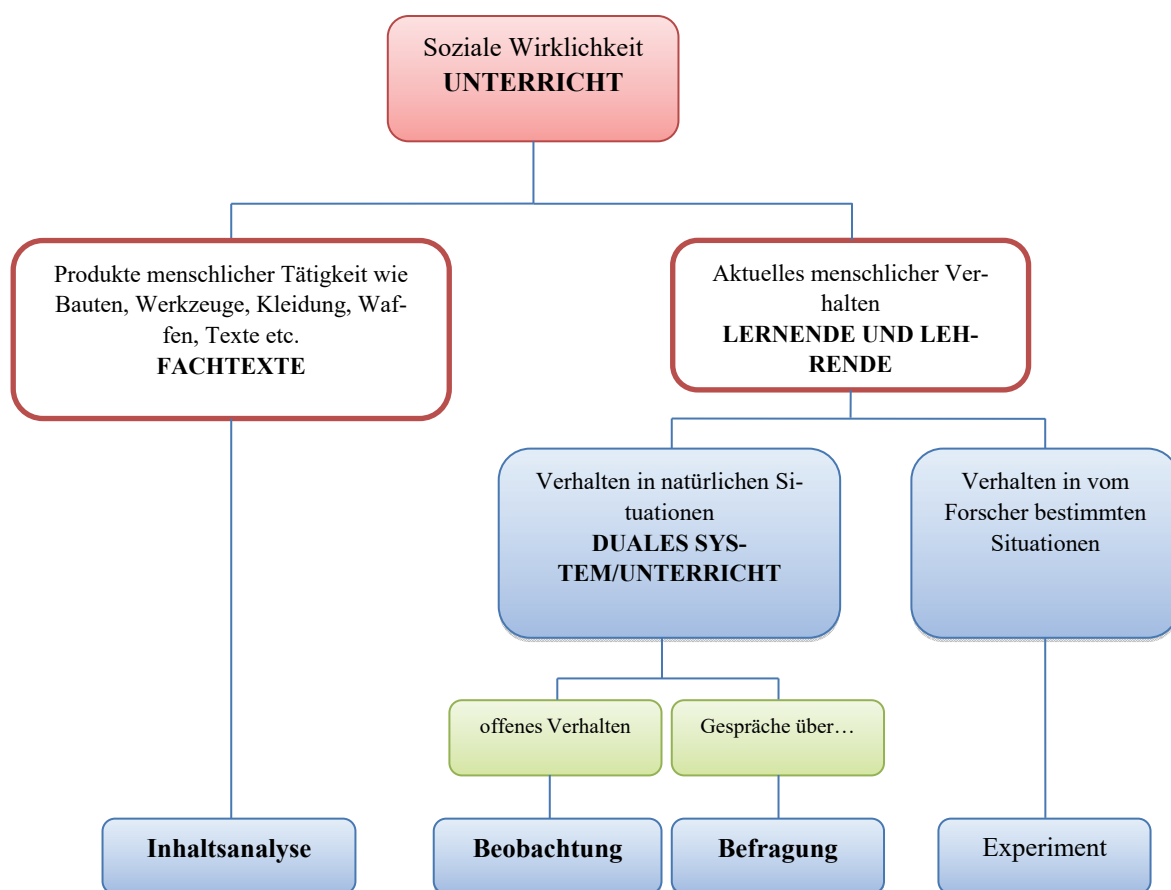 Soziale Wirklichkeit
UNTERRICHT
Produkte menschlicher Tätigkeit wie
Bauten, Werkzeuge, Kleidung, Waf-
fen, Texte etc.
FACHTEXTE
Aktuelles menschlicher Ver-
halten
LERNENDE UND LEH-
RENDE
Verhalten in natürlichen Si-
tuationen
DUALES SYS-
TEM/UNTERRICHT
Verhalten in vom
Forscher bestimmten
Situationen
offenes Verhalten
Gespräche über…
Inhaltsanalyse
Beobachtung
Befragung
Experiment